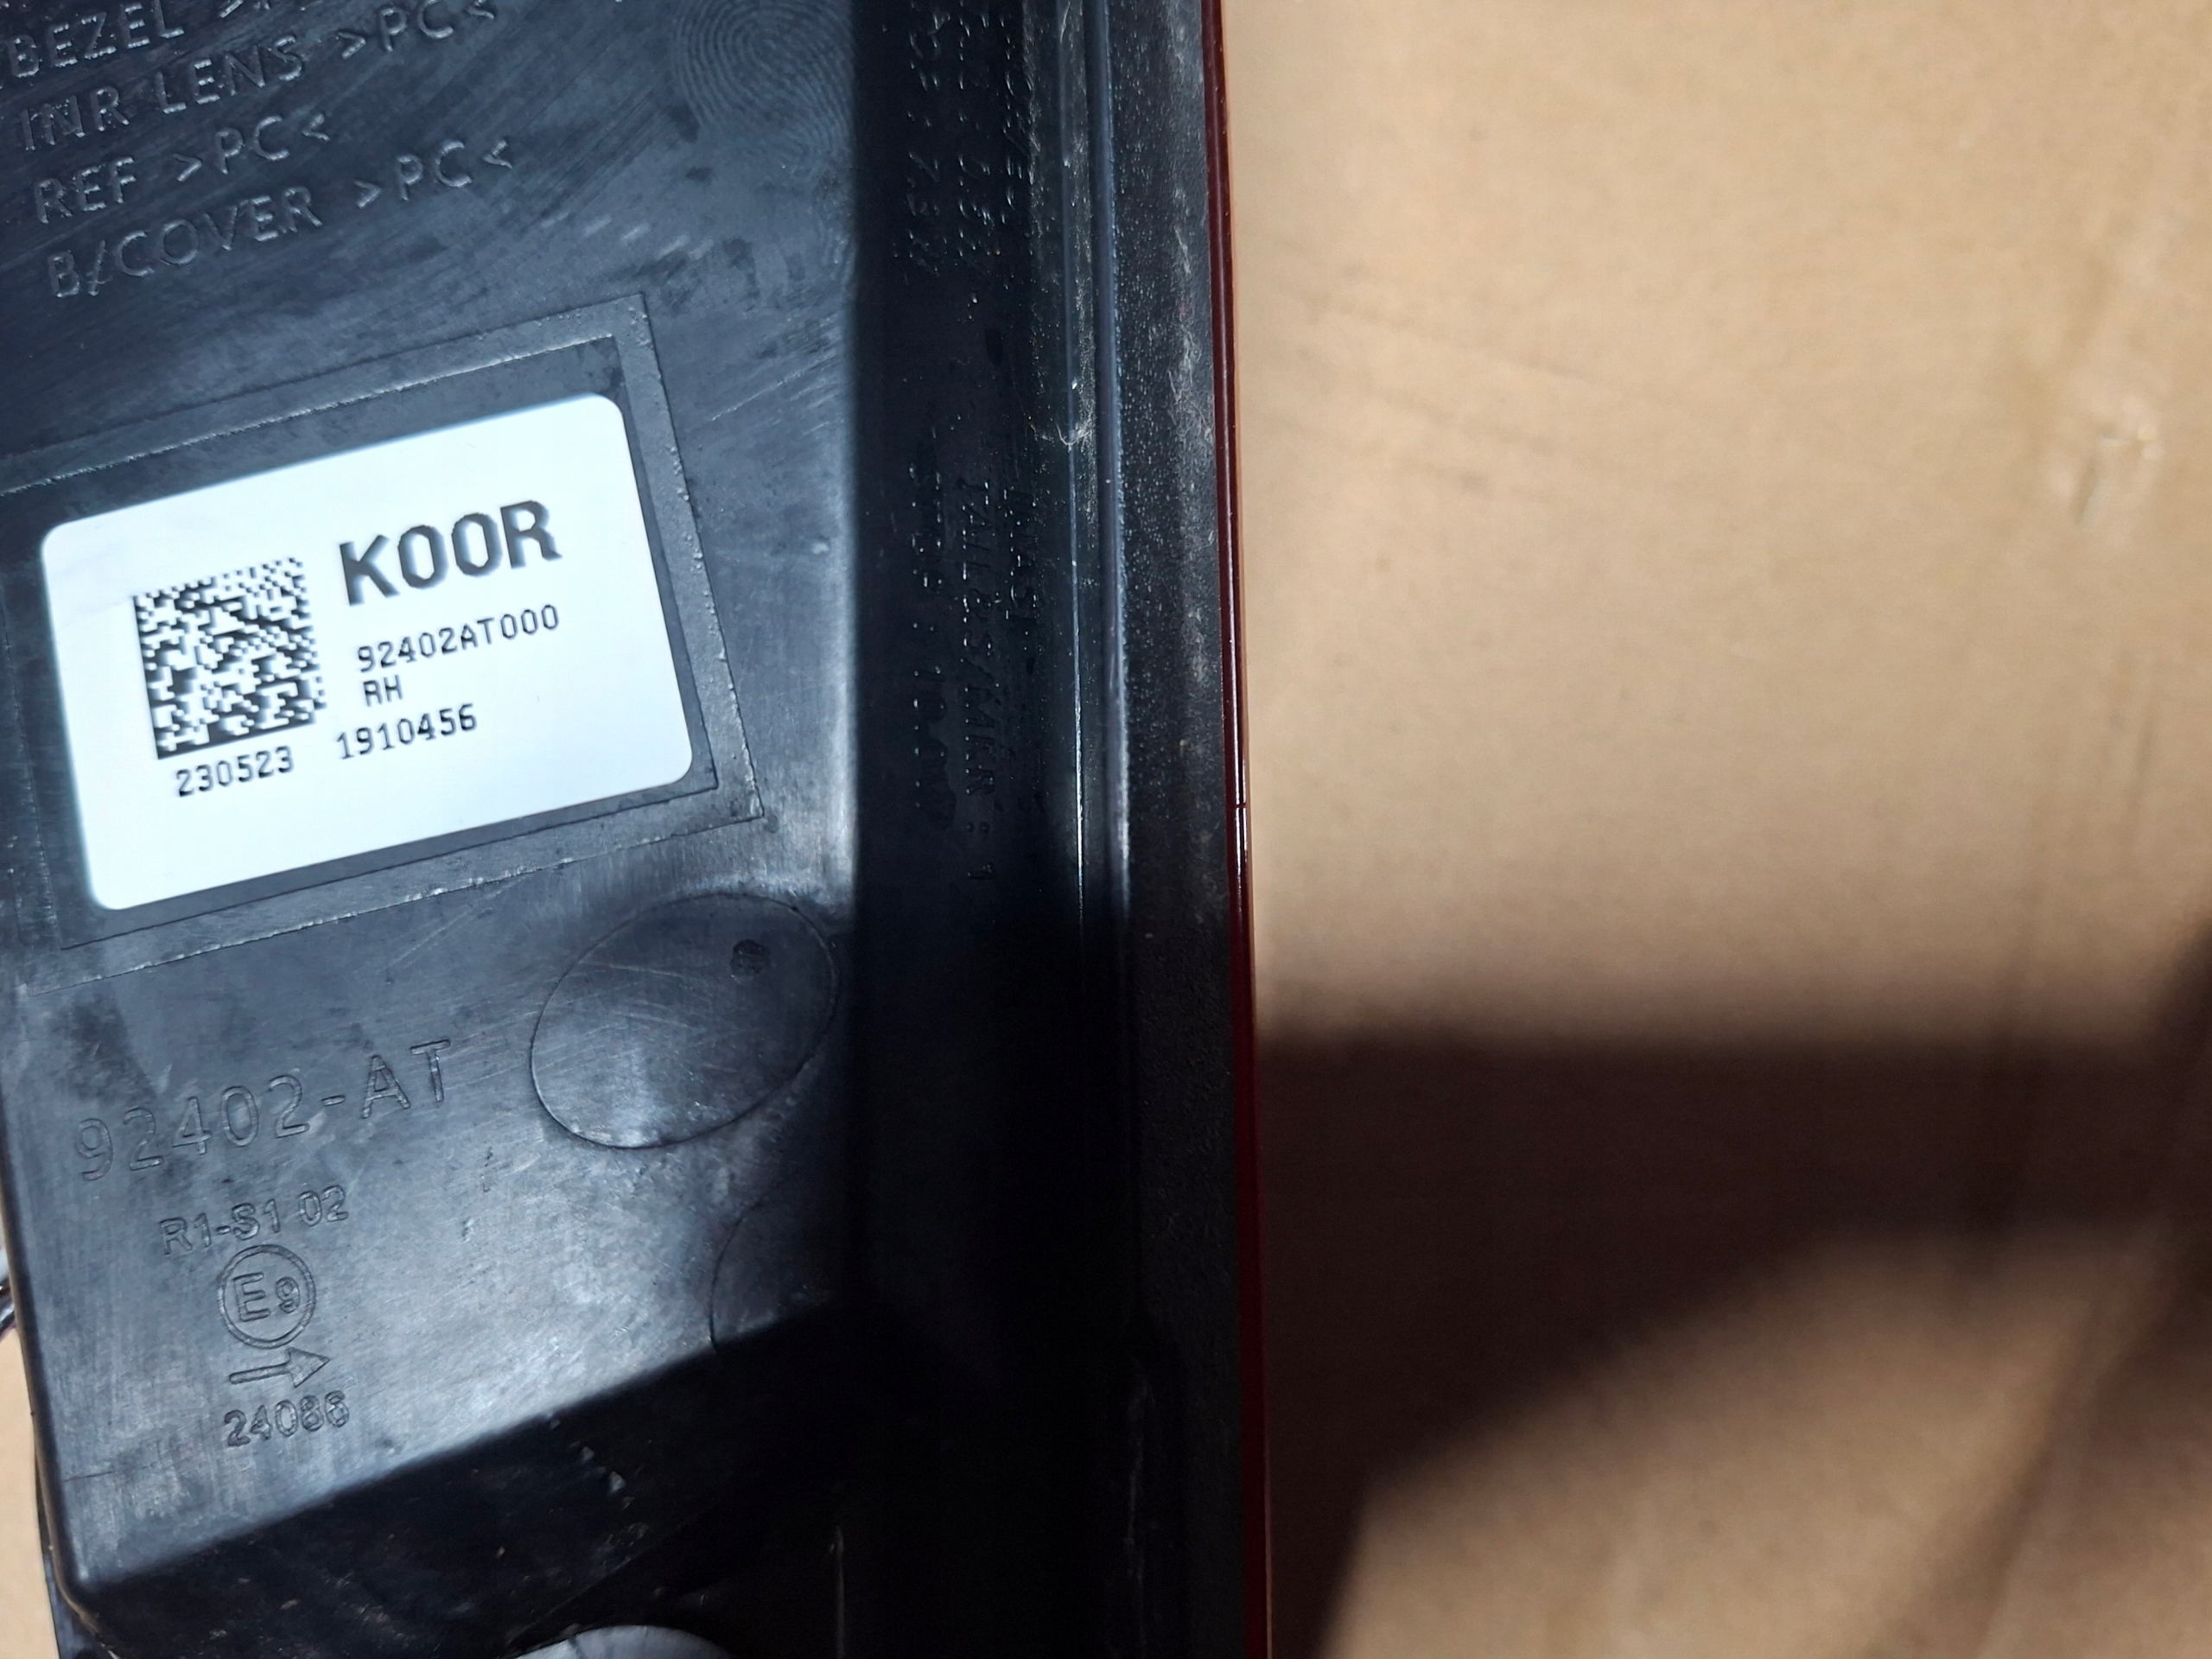 BEZEL
INR LENS >PC<
REF >PC<
B/COVER >PC<
KOOR
92402AT000
RH
230523 1910456
92402-AT
R1-S1 02
E9
24086